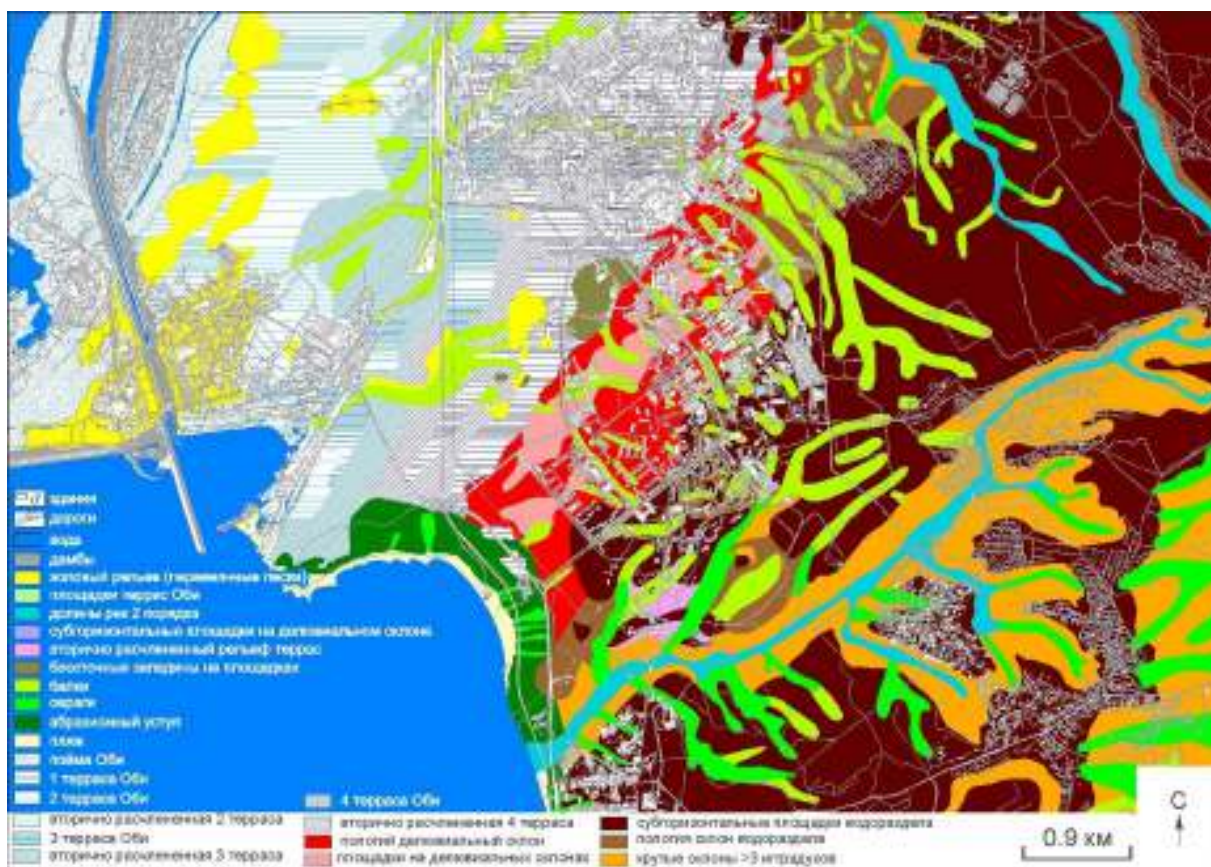 здания
дороги
вода
дамбы
эоловый рельеф (перевеянные пески)
площадки террас Оби
долины рек 2 порядка
субгоризонтальные площадки на делювиальном склоне
вторично расчлененный рельеф террас
бессточные западины на площадках
балки
овраги
абразионный уступ
пляж
пойма Оби
1 терраса Оби
2 терраса Оби
вторично расчлененная 2 терраса
3 терраса Оби
вторично расчлененная 3 терраса
4 терраса Оби
вторично расчлененная 4 терраса
пологий делювиальный склон
площадки на делювиальных склонах
субгоризонтальные площадки водораздела
пологий склон водораздела
крутые склоны >3
С
0.9 км